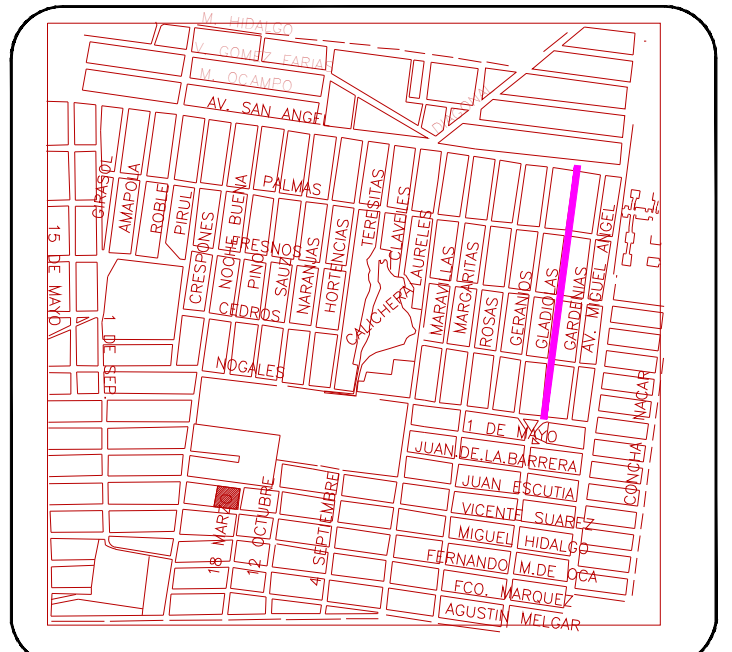 M. HIDALGO
V. GOMEZ FARIAS
M. OCAMPO
AV. SAN ANGEL
DIAGONAL
GIRASOL
AMAPOLA
ROBLE
PIRUL
CRESPONES
NOCHE BUENA
PINO
SAUZ
NARANJAS
HORTENCIAS
TERESITAS
CLAVELES
LAURELES
MARAVILLAS
MARGARITAS
ROSAS
GERANOS
GLADIOLAS
GARDENIAS
AV. MIGUEL ANGEL
PALMAS
FRESNOS
CEDROS
NOGALES
CALICHERA
15 DE MAYO
1 DE SEP.
CONCHA NACAR
1 DE MAYO
JUAN.DE.LA.BARRERA
JUAN ESCUTIA
VICENTE SUAREZ
MIGUEL HIDALGO
FERNANDO M.DE OCA
FCO. MARQUEZ
AGUSTIN MELGAR
18 MARZO
12 OCTUBRE
4 SEPTIEMBRE